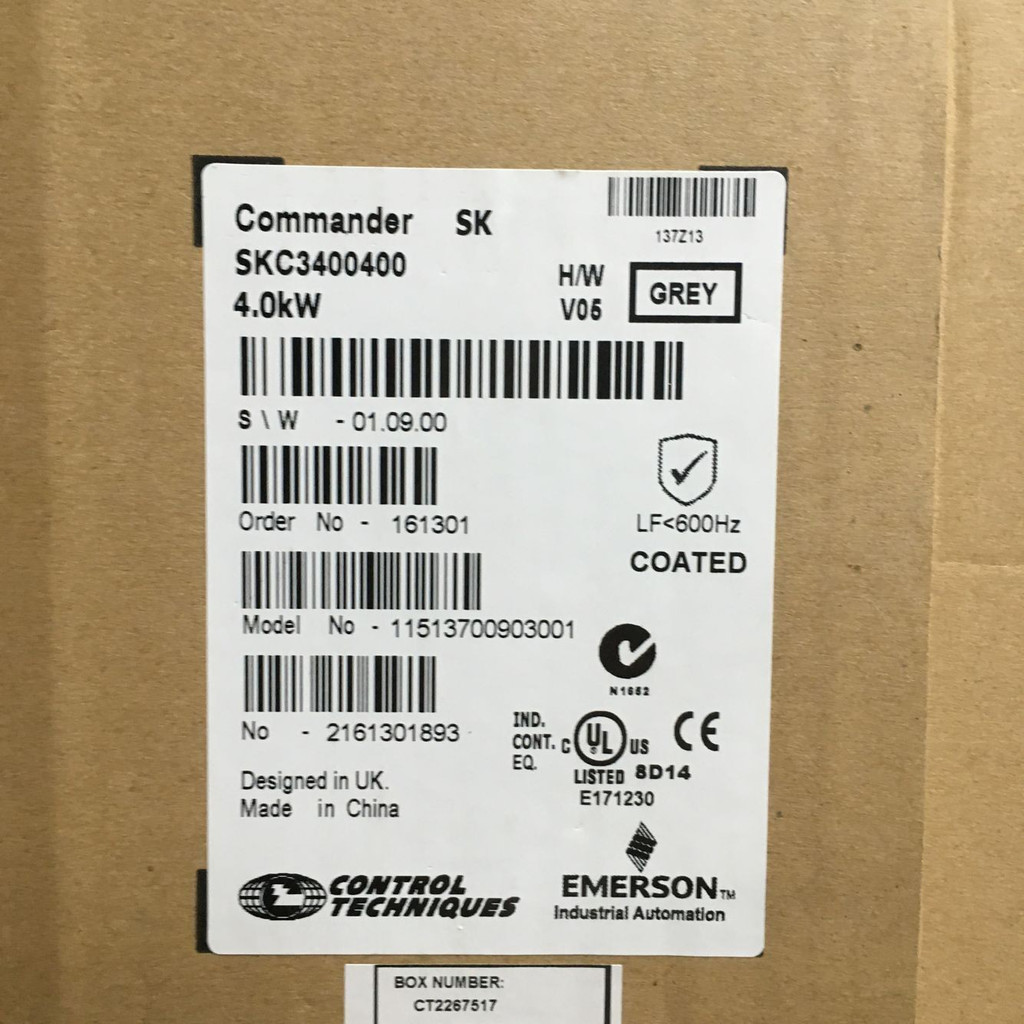 Commander SK
137Z13
SKC3400400
H/W
V05
GREY
4.0kW
S \ W - 01.09.00
Order No - 161301
LF<600Hz
COATED
Model No - 11513700903001
N1652
No - 2161301893
IND.
CONT.
EQ.
C UL US
CE
LISTED 8D14
E171230
Designed in UK.
Made in China
CONTROL
TECHNIQUES
EMERSON TM
Industrial Automation
BOX NUMBER:
CT2267517